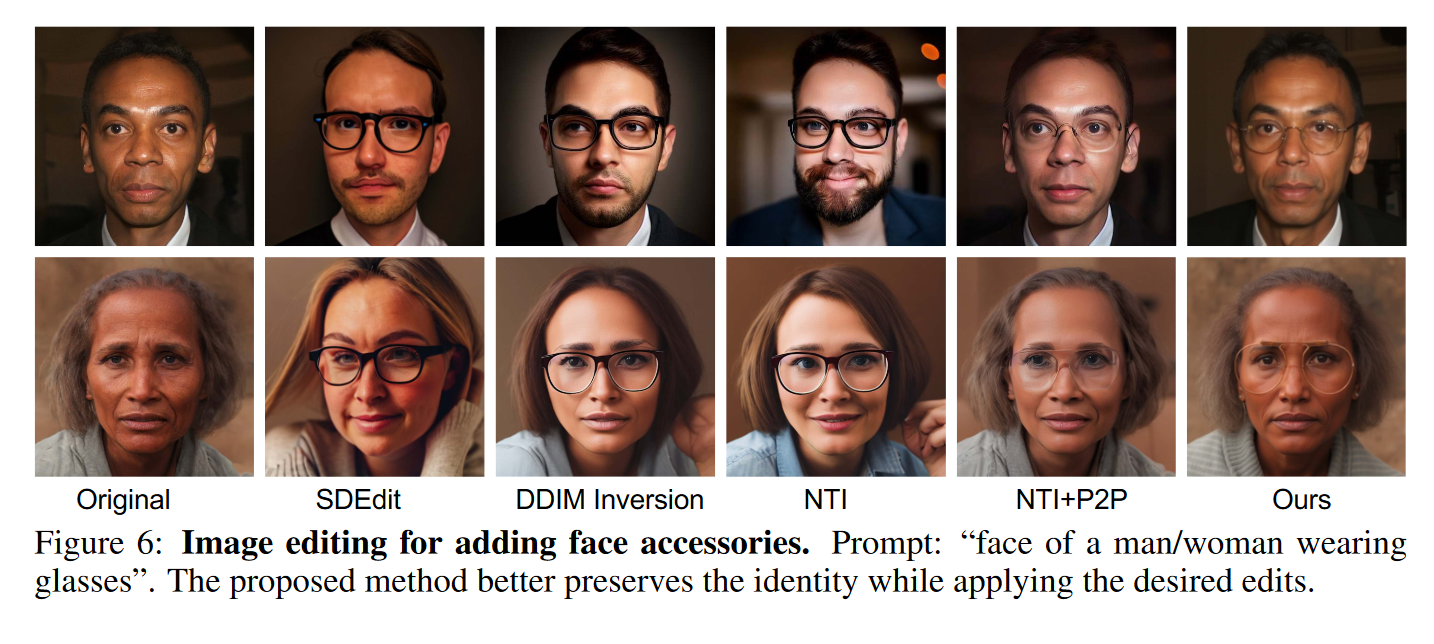 Original SDEdit DDIM Inversion NTI NTI+P2P Ours
Figure 6: Image editing for adding face accessories. Prompt: “face of a man/woman wearing
glasses”. The proposed method better preserves the identity while applying the desired edits.